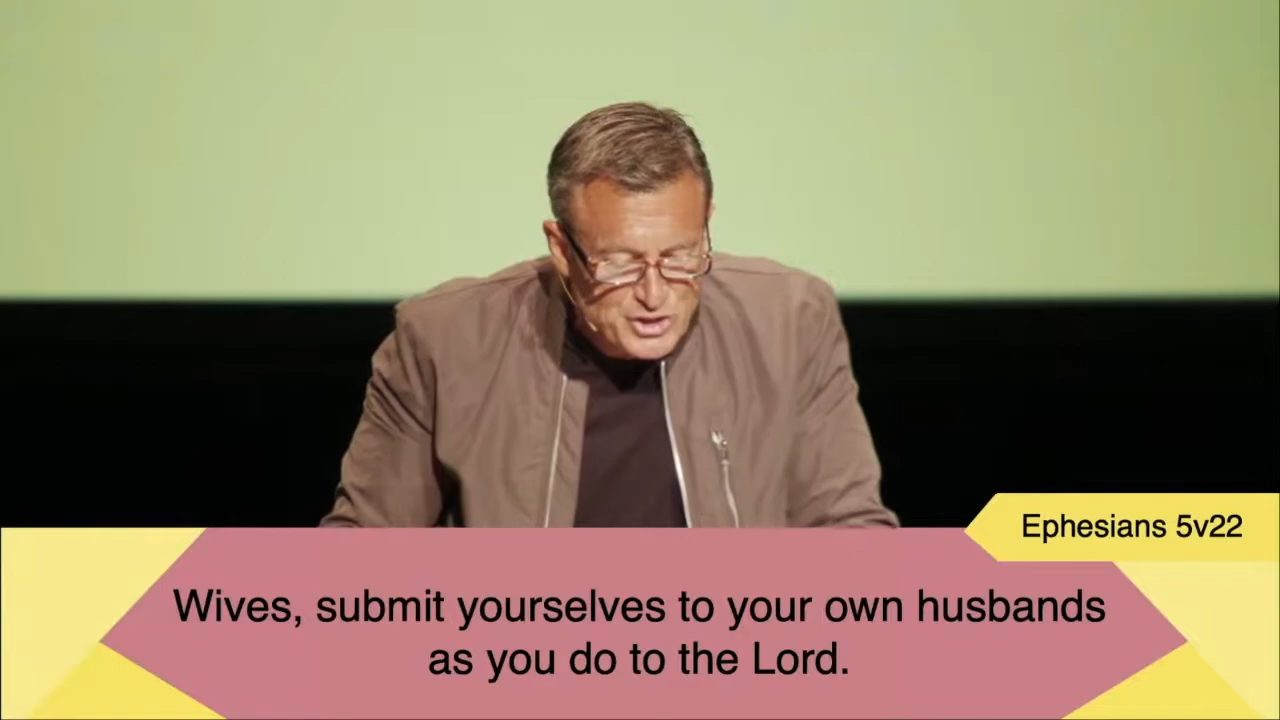 Ephesians 5v22
Wives, submit yourselves to your own husbands
as you do to the Lord.